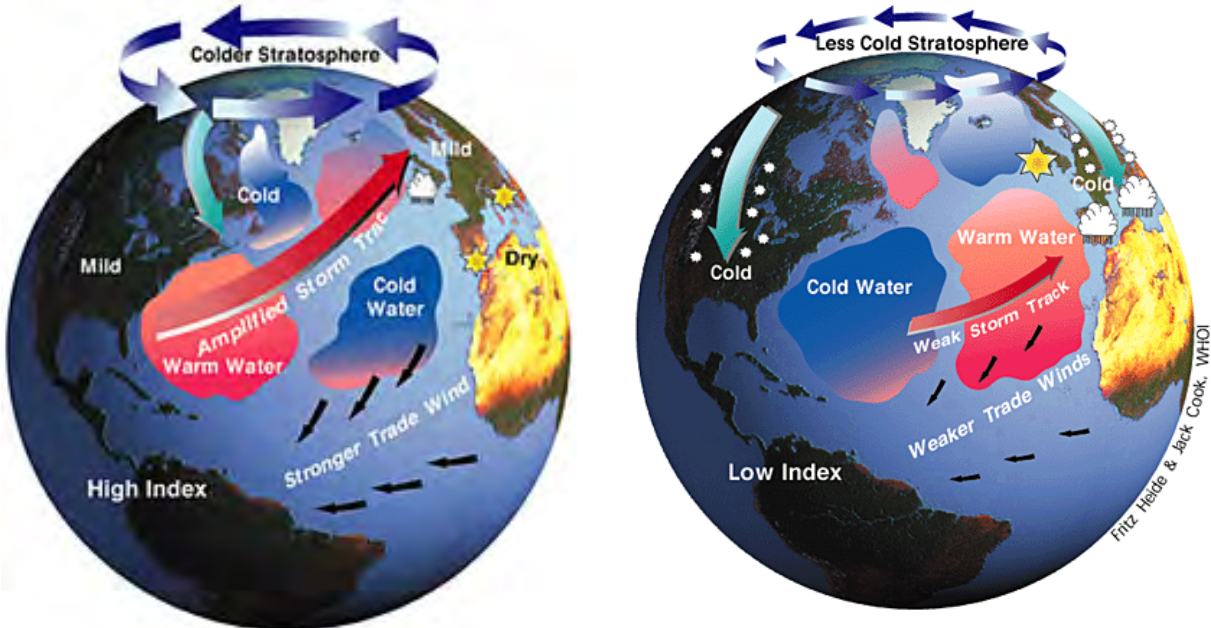 Colder Stratosphere
Mild
Cold
Mild
Dry
Amplified Storm Trac
Cold
Water
Warm Water
Stronger Trade Wind
High Index
Less Cold Stratosphere
Cold
Cold
Warm Water
Cold Water
Weak Storm Track
Weaker Trade Winds
Low Index
Fritz Heide & Jack Cook, WHOI